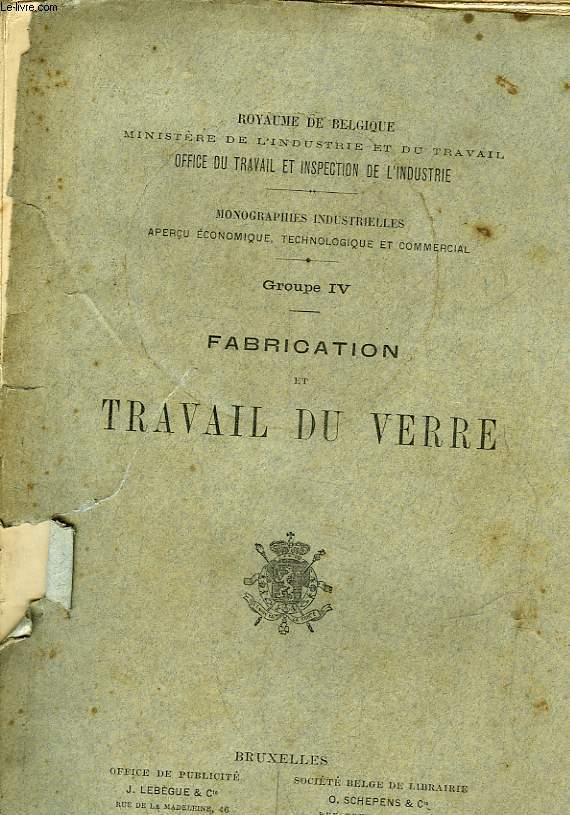 Le-livre.com
ROYAUME DE BELGIQUE
MINISTÈRE DE L'INDUSTRIE ET DU TRAVAIL
OFFICE DU TRAVAIL ET INSPECTION DE L'INDUSTRIE
MONOGRAPHIES INDUSTRIELLES
APERÇU ÉCONOMIQUE, TECHNOLOGIQUE ET COMMERCIAL
Groupe IV
FABRICATION
ET
TRAVAIL DU VERRE
BRUXELLES
OFFICE DE PUBLICITÉ
J. LEBÈGUE & Cie
RUE DE LA MADELEINE, 46
SOCIÉTÉ BELGE DE LIBRAIRIE
O. SCHEPENS & Cie